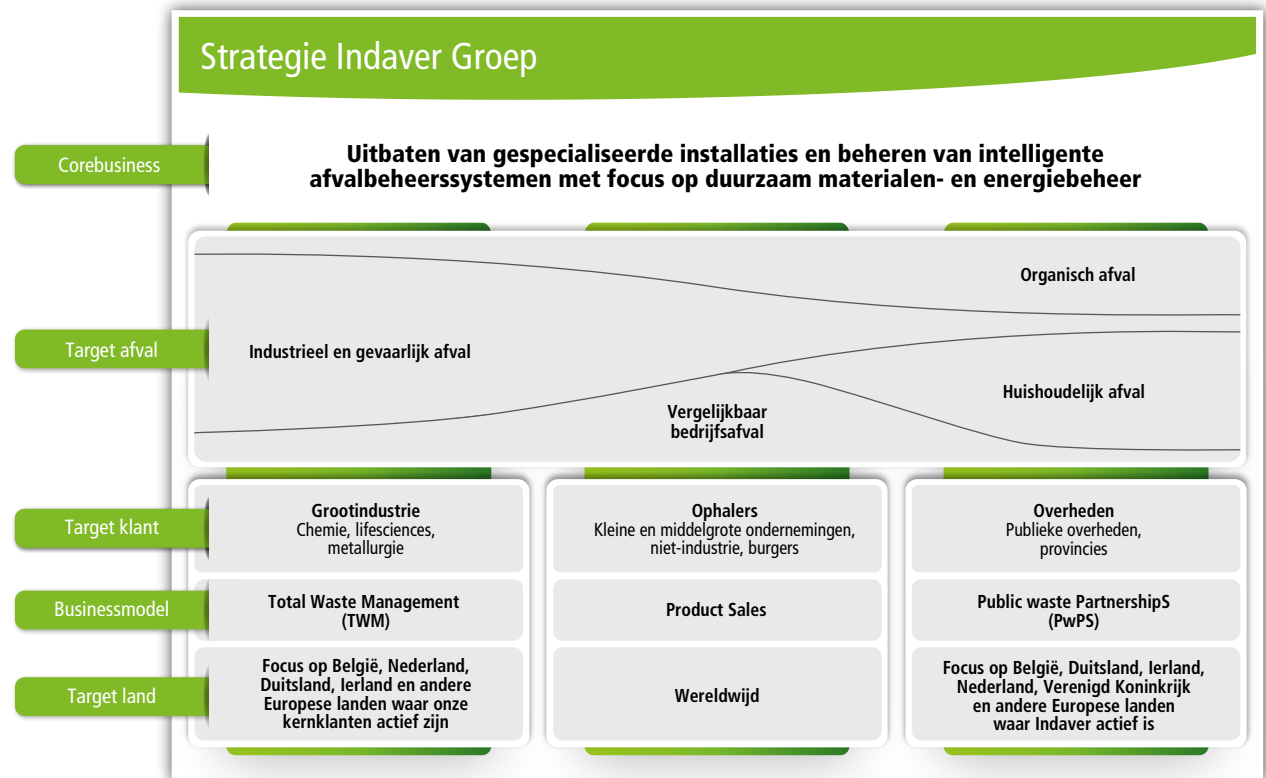 Strategie Indaver Groep
Corebusiness
Uitbaten van gespecialiseerde installaties en beheren van intelligente
afvalbeheerssystemen met focus op duurzaam materialen- en energiebeheer
Target afval
Industrieel en gevaarlijk afval
Vergelijkbaar
bedrijfsafval
Organisch afval
Huishoudelijk afval
Target klant
Grootindustrie
Chemie, lifesciences,
metallurgie
Ophalers
Kleine en middelgrote ondernemingen,
niet-industrie, burgers
Overheden
Publieke overheden,
provincies
Businessmodel
Total Waste Management
(TWM)
Product Sales
Public waste PartnershipS
(PwPS)
Target land
Focus op België, Nederland,
Duitsland, Ierland en andere
Europese landen waar onze
kernklanten actief zijn
Wereldwijd
Focus op België, Duitsland, Ierland,
Nederland, Verenigd Koninkrijk
en andere Europese landen
waar Indaver actief is